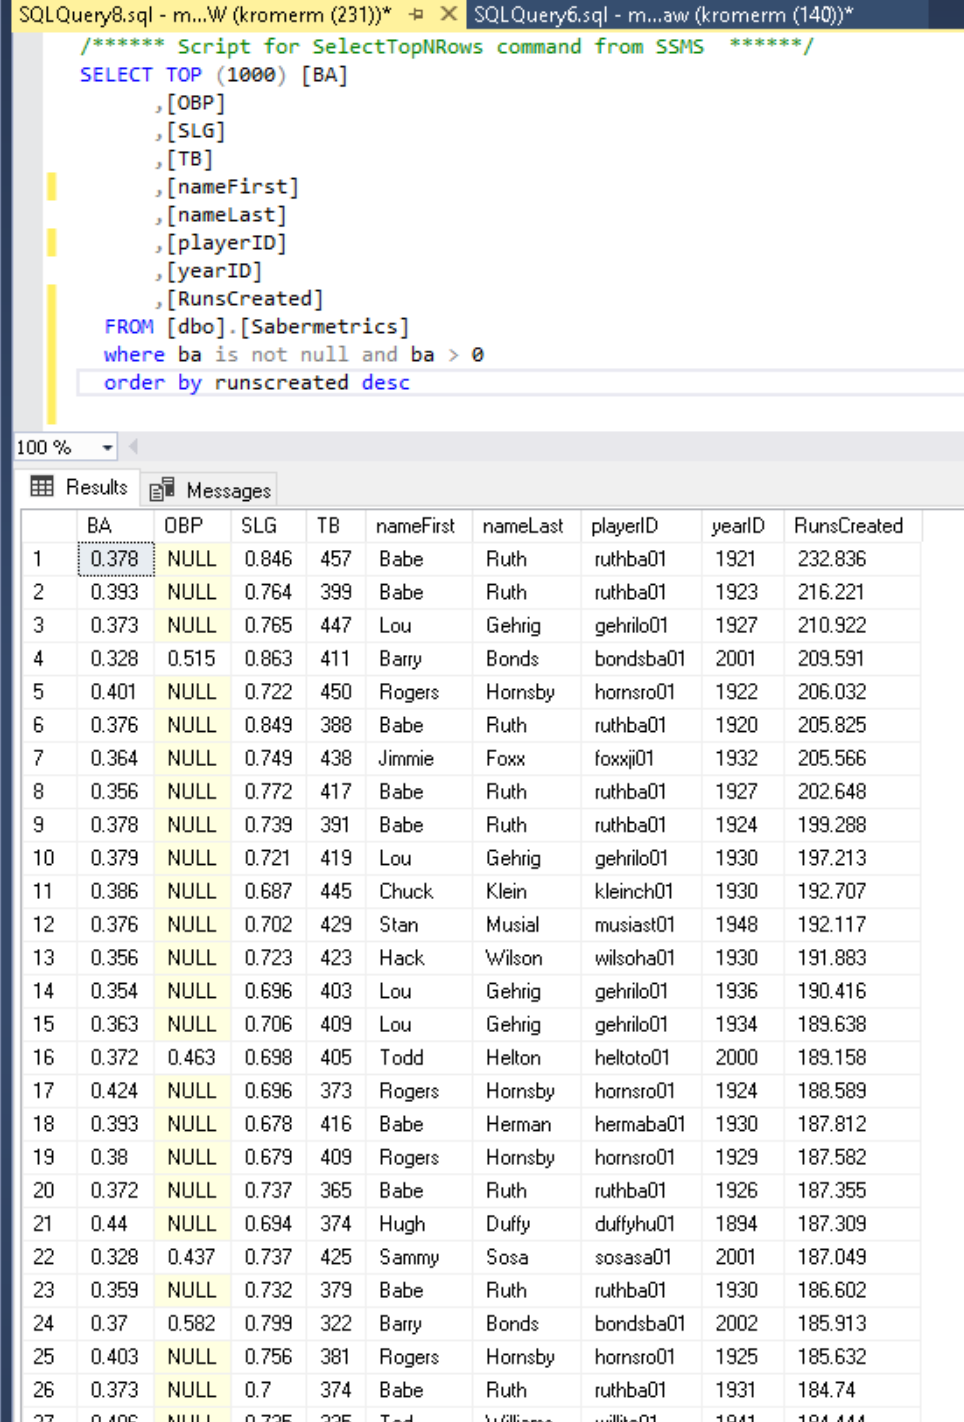 SQLQuery8.sql - m...W (kromerm (231))* SQLQuery6.sql - m...aw (kromerm (140))*
/****** Script for SelectTopNRows command from SSMS ******/
SELECT TOP (1000) [BA]
,[OBP]
,[SLG]
,[TB]
,[nameFirst]
,[nameLast]
,[playerID]
,[yearID]
,[RunsCreated]
FROM [dbo].[Sabermetrics]
where ba is not null and ba > 0
order by runscreated desc
100 %
Results Messages
BA OBP SLG TB nameFirst nameLast playerID yearID RunsCreated
1 0.378 NULL 0.846 457 Babe Ruth ruthba01 1921 232.836
2 0.393 NULL 0.764 399 Babe Ruth ruthba01 1923 216.221
3 0.373 NULL 0.765 447 Lou Gehrig gehrilo01 1927 210.922
4 0.328 0.515 0.863 411 Barry Bonds bondsba01 2001 209.591
5 0.401 NULL 0.722 450 Rogers Hornsby hornsro01 1922 206.032
6 0.376 NULL 0.849 388 Babe Ruth ruthba01 1920 205.825
7 0.364 NULL 0.749 438 Jimmie Foxx foxxji01 1932 205.566
8 0.356 NULL 0.772 417 Babe Ruth ruthba01 1927 202.648
9 0.378 NULL 0.739 391 Babe Ruth ruthba01 1924 199.288
10 0.379 NULL 0.721 419 Lou Gehrig gehrilo01 1930 197.213
11 0.386 NULL 0.687 445 Chuck Klein kleinch01 1930 192.707
12 0.376 NULL 0.702 429 Stan Musial musiast01 1948 192.117
13 0.356 NULL 0.723 423 Hack Wilson wilsoha01 1930 191.883
14 0.354 NULL 0.696 403 Lou Gehrig gehrilo01 1936 190.416
15 0.363 NULL 0.706 409 Lou Gehrig gehrilo01 1934 189.638
16 0.372 0.463 0.698 405 Todd Helton heltoto01 2000 189.158
17 0.424 NULL 0.696 373 Rogers Hornsby hornsro01 1924 188.589
18 0.393 NULL 0.678 416 Babe Herman hermaba01 1930 187.812
19 0.38 NULL 0.679 409 Rogers Hornsby hornsro01 1929 187.582
20 0.372 NULL 0.737 365 Babe Ruth ruthba01 1926 187.355
21 0.44 NULL 0.694 374 Hugh Duffy duffyhu01 1894 187.309
22 0.328 0.437 0.737 425 Sammy Sosa sosasa01 2001 187.049
23 0.359 NULL 0.732 379 Babe Ruth ruthba01 1930 186.602
24 0.37 0.582 0.799 322 Barry Bonds bondsba01 2002 185.913
25 0.403 NULL 0.756 381 Rogers Hornsby hornsro01 1925 185.632
26 0.373 NULL 0.7 374 Babe Ruth ruthba01 1931 184.74
27 0.406 NULL 0.735 335 Ted Williams willite01 1941 184.444